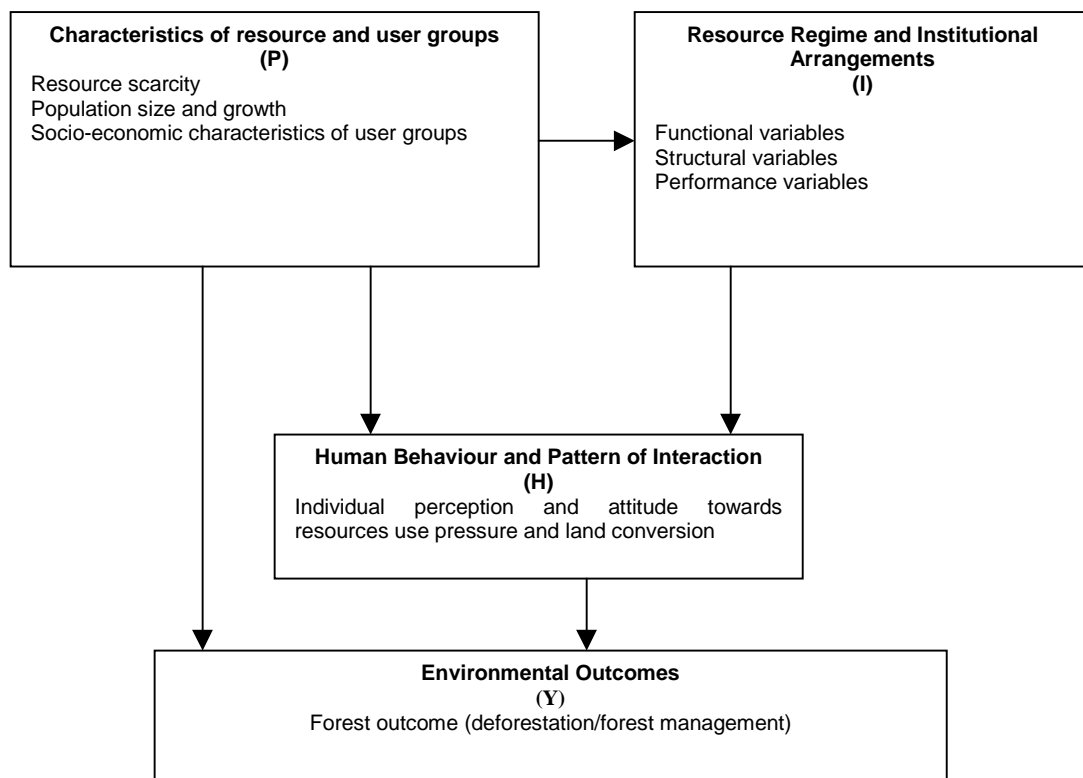 Characteristics of resource and user groups
(P)
Resource scarcity
Population size and growth
Socio-economic characteristics of user groups
Resource Regime and Institutional
Arrangements
(I)
Functional variables
Structural variables
Performance variables
Human Behaviour and Pattern of Interaction
(H)
Individual perception and attitude towards
resources use pressure and land conversion
Environmental Outcomes
(Y)
Forest outcome (deforestation/forest management)